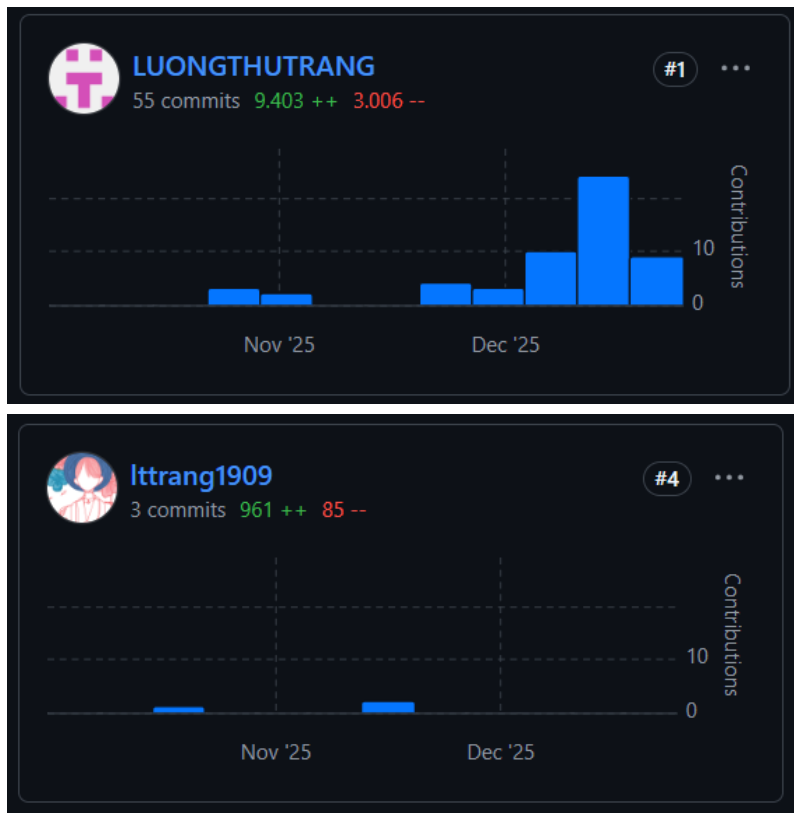 LUONGTHUTRANG
#1
55 commits 9.403 ++ 3.006 --
Contributions
10
0
Nov '25 Dec '25
lttrang1909
#4
3 commits 961 ++ 85 --
Contributions
10
0
Nov '25 Dec '25